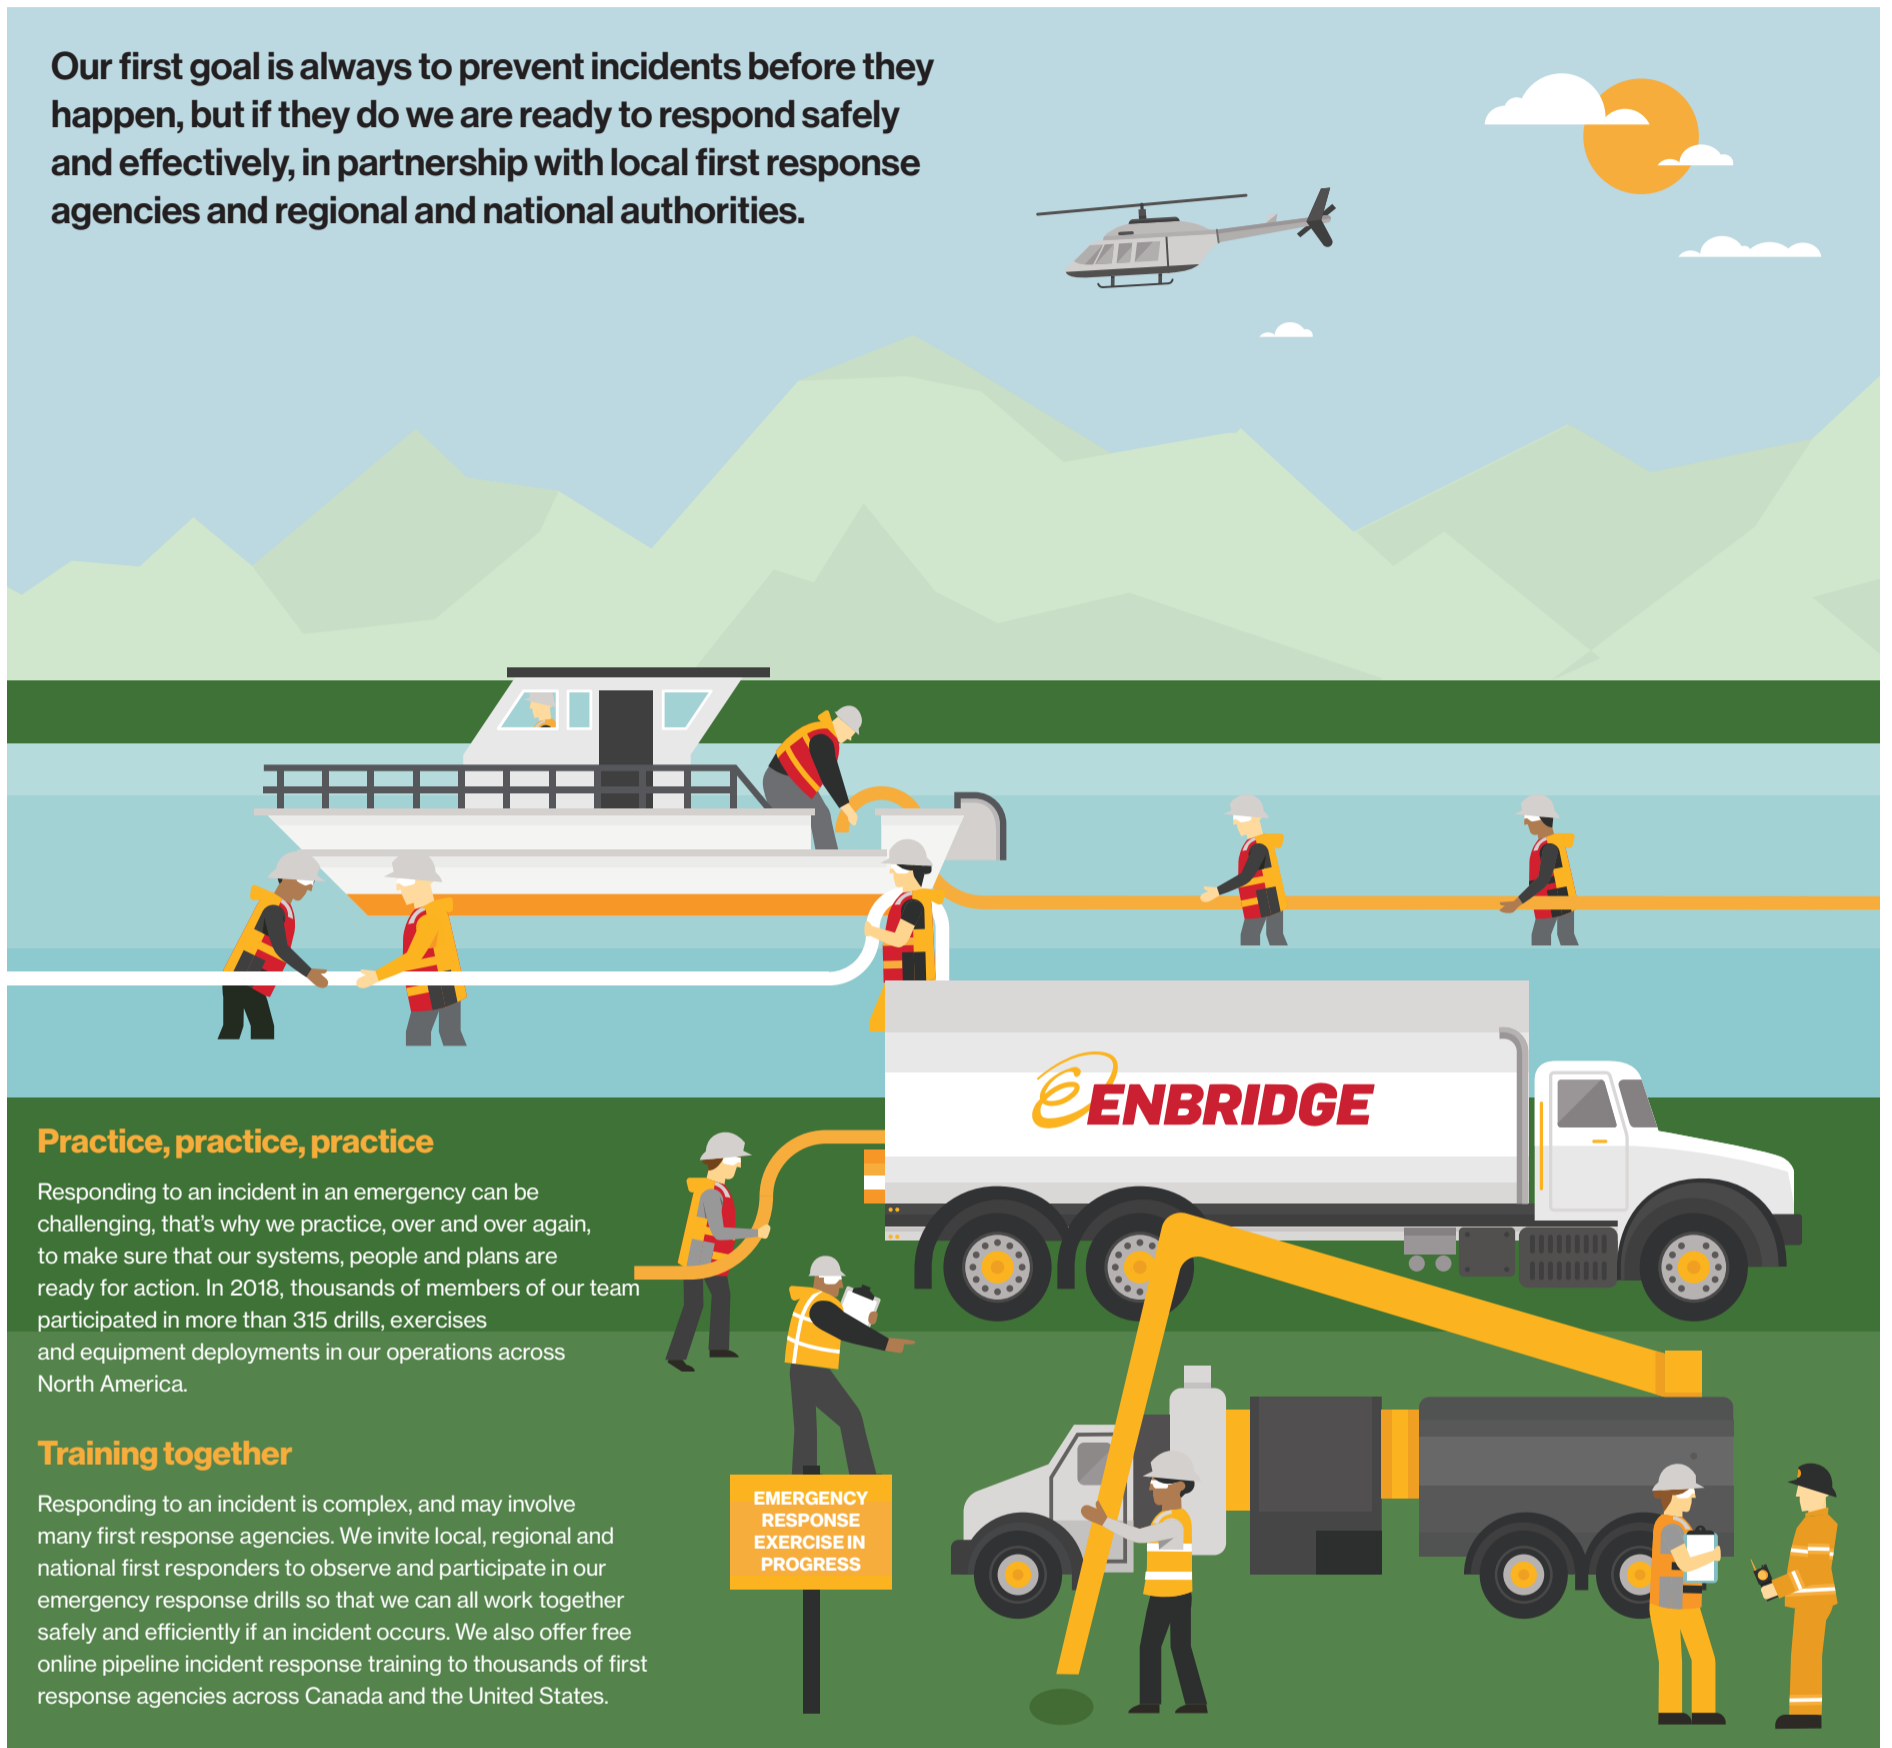 Our first goal is always to prevent incidents before they
happen, but if they do we are ready to respond safely
and effectively, in partnership with local first response
agencies and regional and national authorities.
ENBRIDGE
Practice, practice, practice
Responding to an incident in an emergency can be
challenging, that's why we practice, over and over again,
to make sure that our systems, people and plans are
ready for action. In 2018, thousands of members of our team
participated in more than 315 drills, exercises
and equipment deployments in our operations across
North America.
Training together
Responding to an incident is complex, and may involve
many first response agencies. We invite local, regional and
national first responders to observe and participate in our
emergency response drills so that we can all work together
safely and efficiently if an incident occurs. We also offer free
online pipeline incident response training to thousands of first
response agencies across Canada and the United States.
EMERGENCY
RESPONSE
EXERCISE IN
PROGRESS